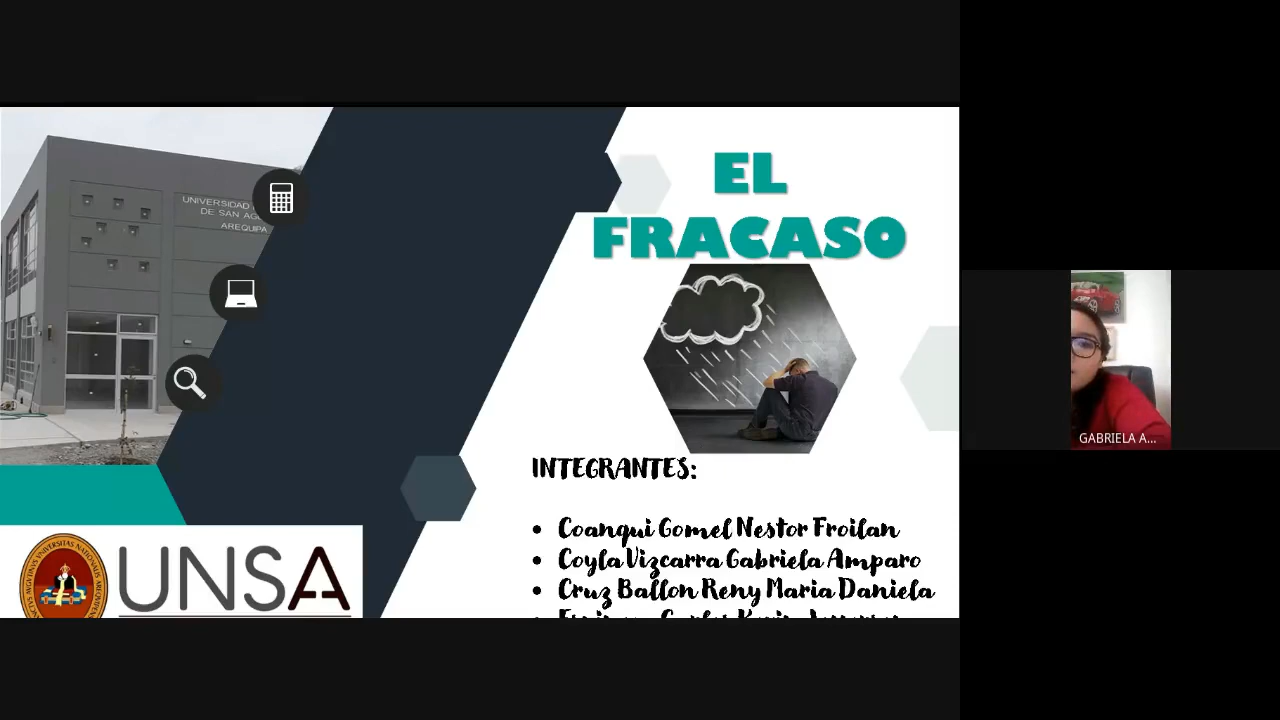 EL
FRACASO
UNIVERSIDAD
DE SAN AGU
AREQUIPA
INTEGRANTES:
• Coanqui Gomel Nestor Froilan
• Coyla Vizcarra Gabriela Amparo
• Cruz Ballon Reny Maria Daniela
UNSA
GABRIELA A...